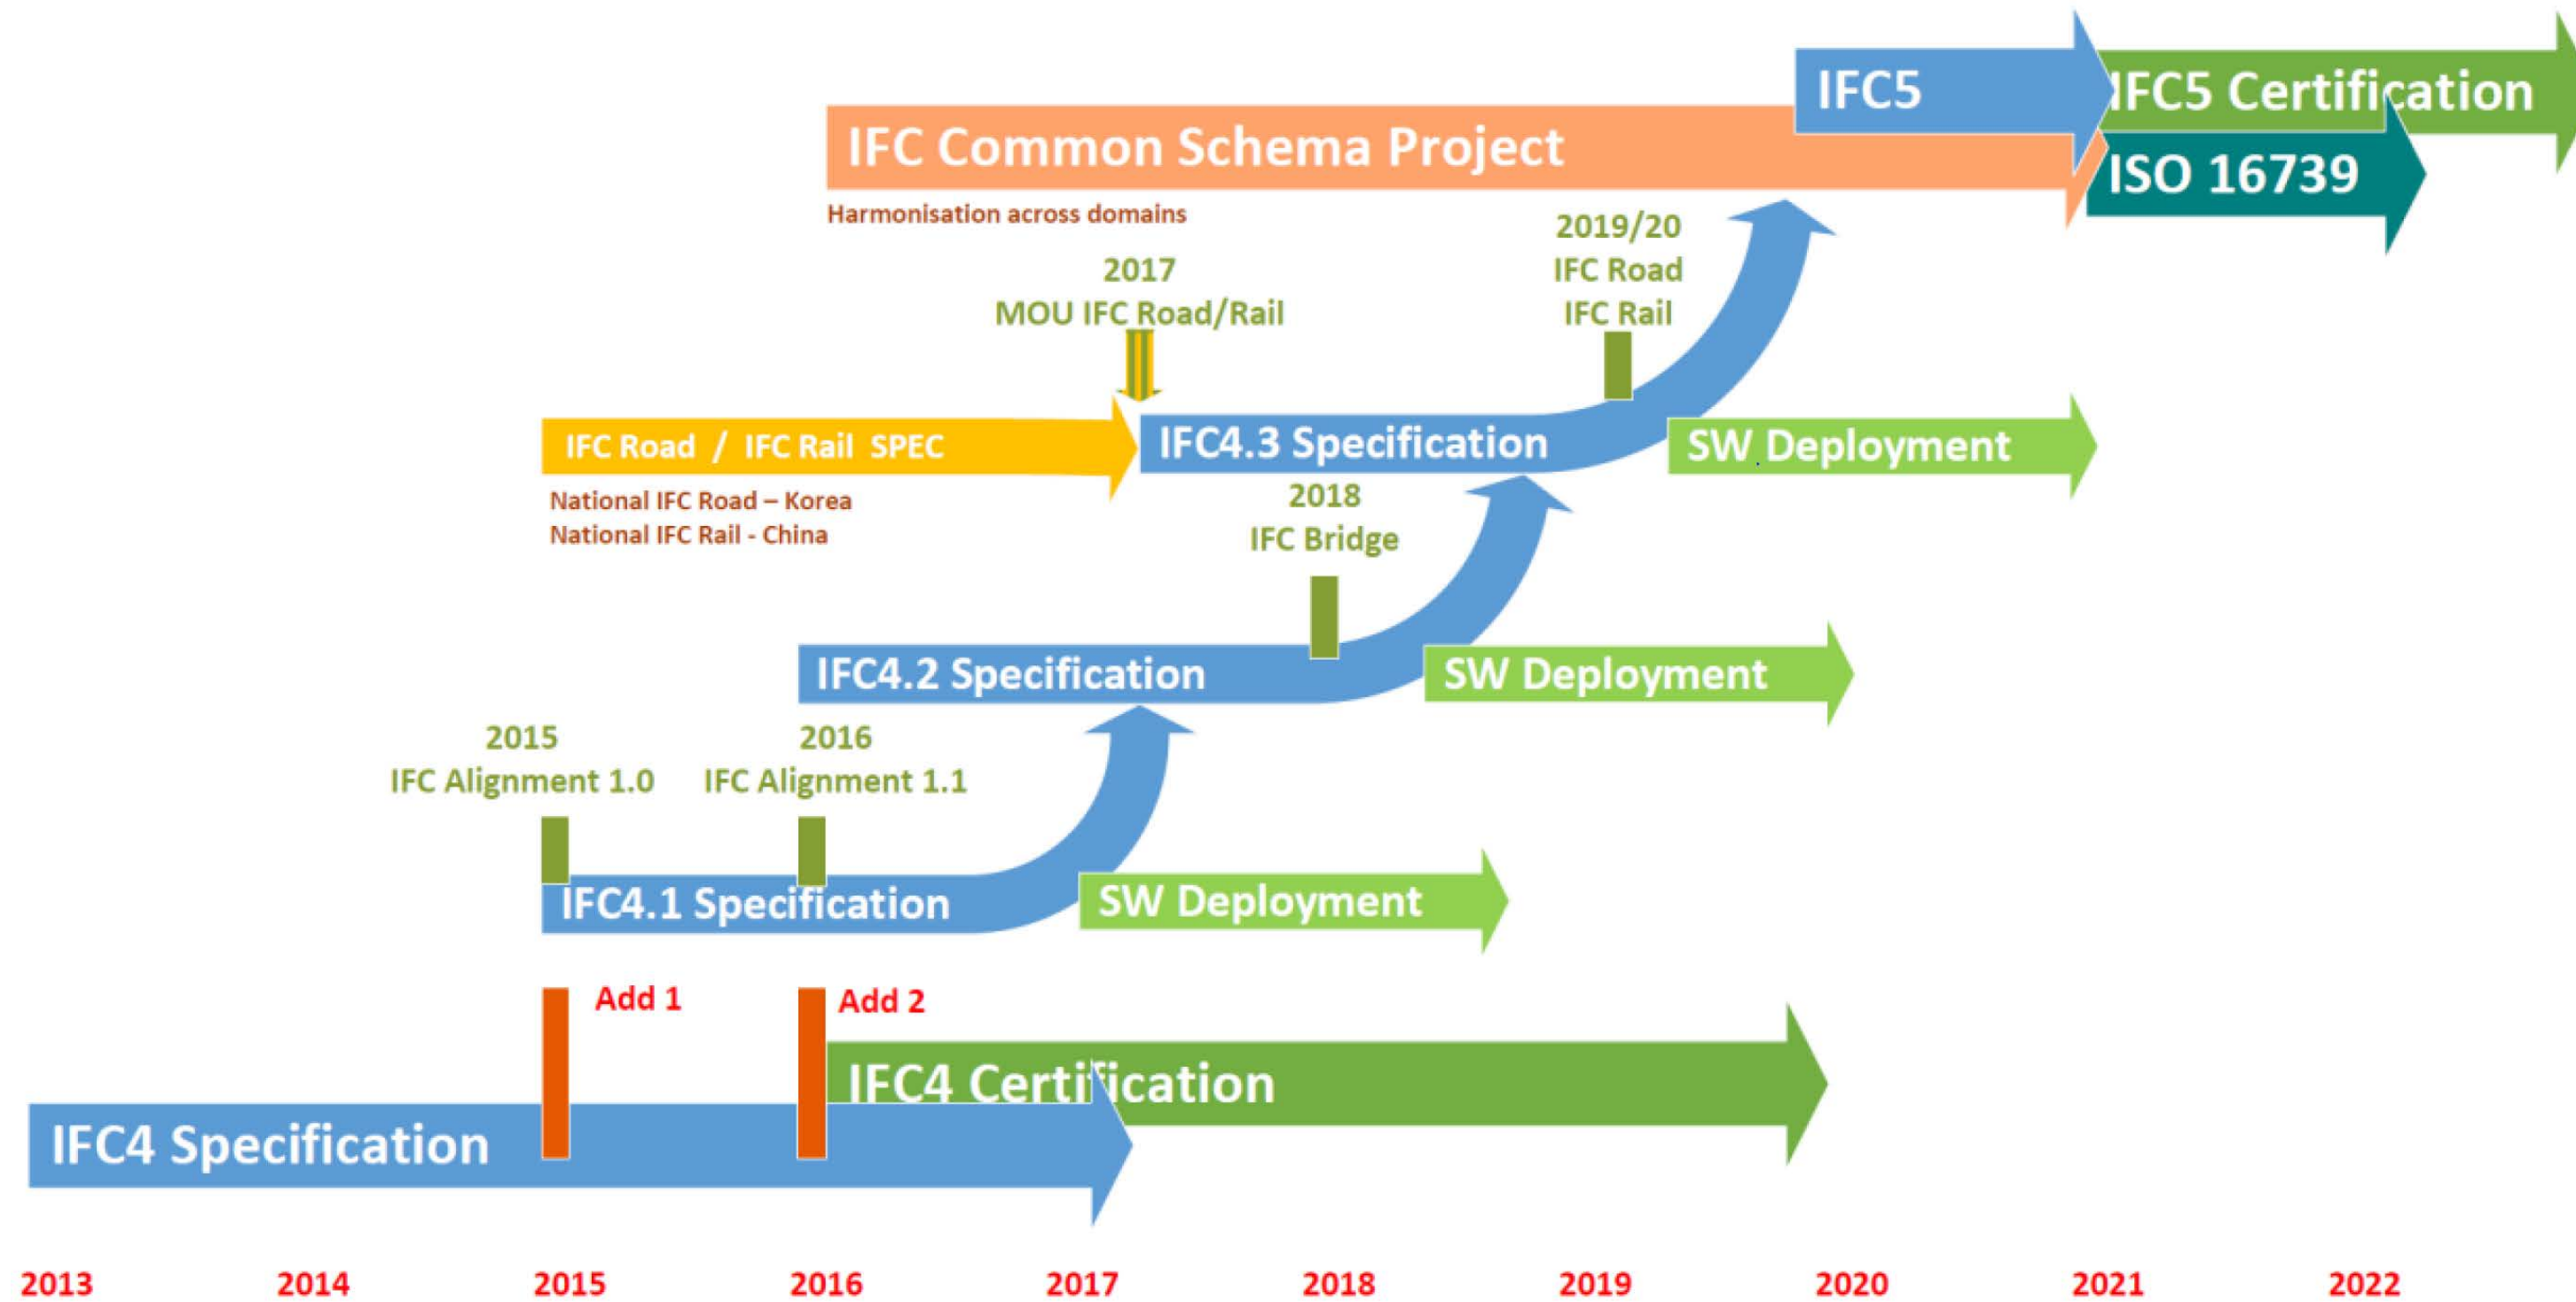 IFC5
IFC5 Certification
IFC Common Schema Project
ISO 16739
Harmonisation across domains
2017
MOU IFC Road/Rail
2019/20
IFC Road
IFC Rail
IFC Road / IFC Rail SPEC
IFC4.3 Specification
SW Deployment
National IFC Road – Korea
National IFC Rail - China
2018
IFC Bridge
IFC4.2 Specification
SW Deployment
2015
IFC Alignment 1.0
2016
IFC Alignment 1.1
IFC4.1 Specification
SW Deployment
Add 1
Add 2
IFC4 Certification
IFC4 Specification
2013 2014 2015 2016 2017 2018 2019 2020 2021 2022